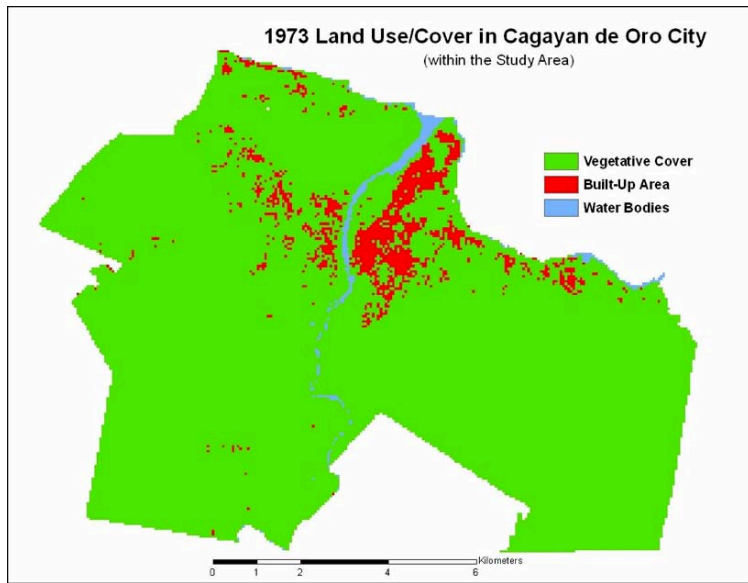 1973 Land Use/Cover in Cagayan de Oro City
(within the Study Area)
Vegetative Cover
Built-Up Area
Water Bodies
Kilometers
0 1 2 4 6